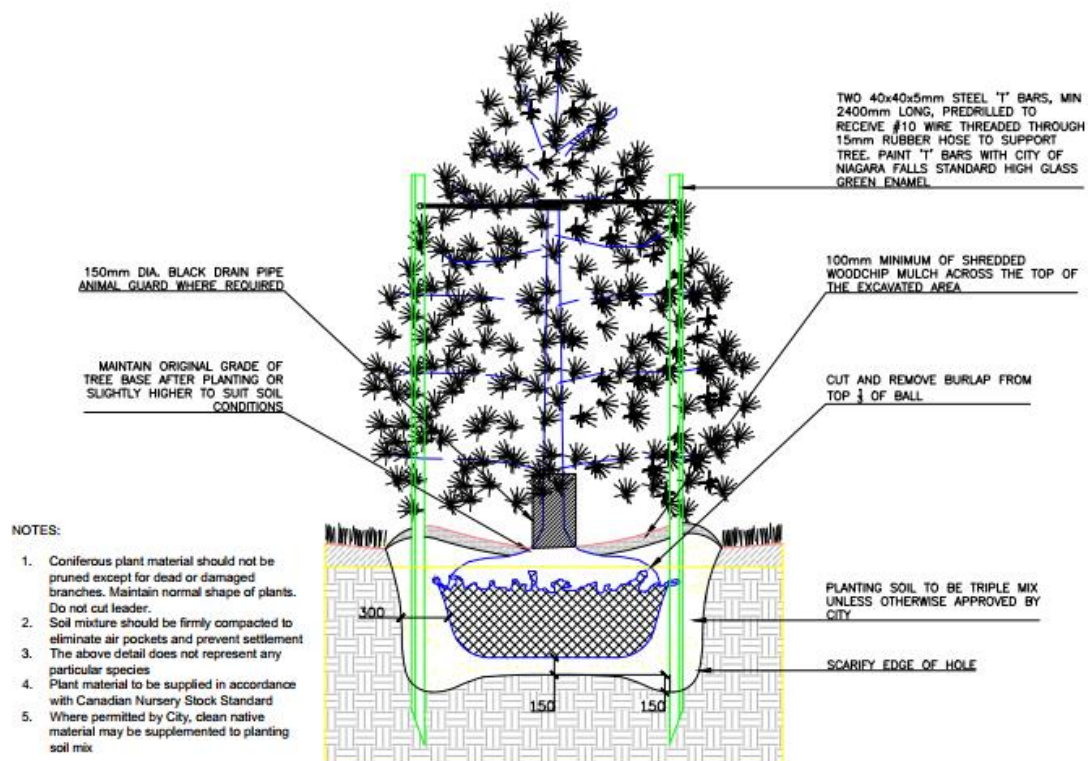 TWO 40x40x5mm STEEL 'T' BARS, MIN
2400mm LONG, PREDRILLED TO
RECEIVE #10 WIRE THREADED THROUGH
15mm RUBBER HOSE TO SUPPORT
TREE. PAINT 'T' BARS WITH CITY OF
NIAGARA FALLS STANDARD HIGH GLASS
GREEN ENAMEL
150mm DIA. BLACK DRAIN PIPE
ANIMAL GUARD WHERE REQUIRED
100mm MINIMUM OF SHREDDED
WOODCHIP MULCH ACROSS THE TOP OF
THE EXCAVATED AREA
MAINTAIN ORIGINAL GRADE OF
TREE BASE AFTER PLANTING OR
SLIGHTLY HIGHER TO SUIT SOIL
CONDITIONS
CUT AND REMOVE BURLAP FROM
TOP OF BALL
NOTES:
1. Coniferous plant material should not be
pruned except for dead or damaged
branches. Maintain normal shape of plants.
Do not cut leader.
2. Soil mixture should be firmly compacted to
eliminate air pockets and prevent settlement
3. The above detail does not represent any
particular species
4. Plant material to be supplied in accordance
with Canadian Nursery Stock Standard
5. Where permitted by City, clean native
material may be supplemented to planting
soil mix
300
PLANTING SOIL TO BE TRIPLE MIX
UNLESS OTHERWISE APPROVED BY
CITY
SCARIFY EDGE OF HOLE
150
150